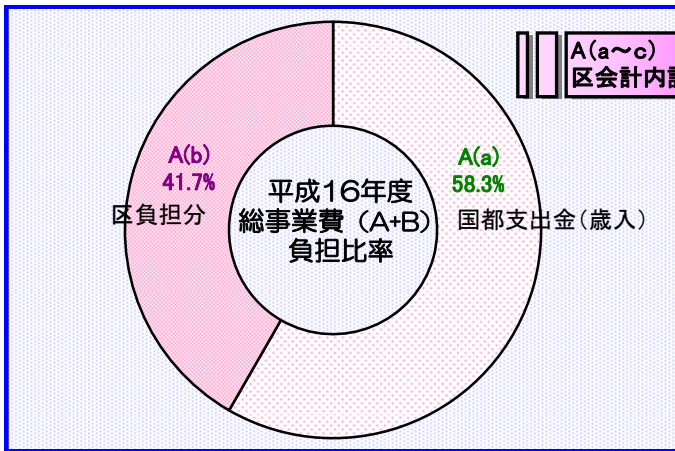 A(a～c)
区会計内
A(b)
41.7%
区負担分
平成16年度
総事業費（A+B）
負担比率
A(a)
58.3%
国都支出金（歳入）